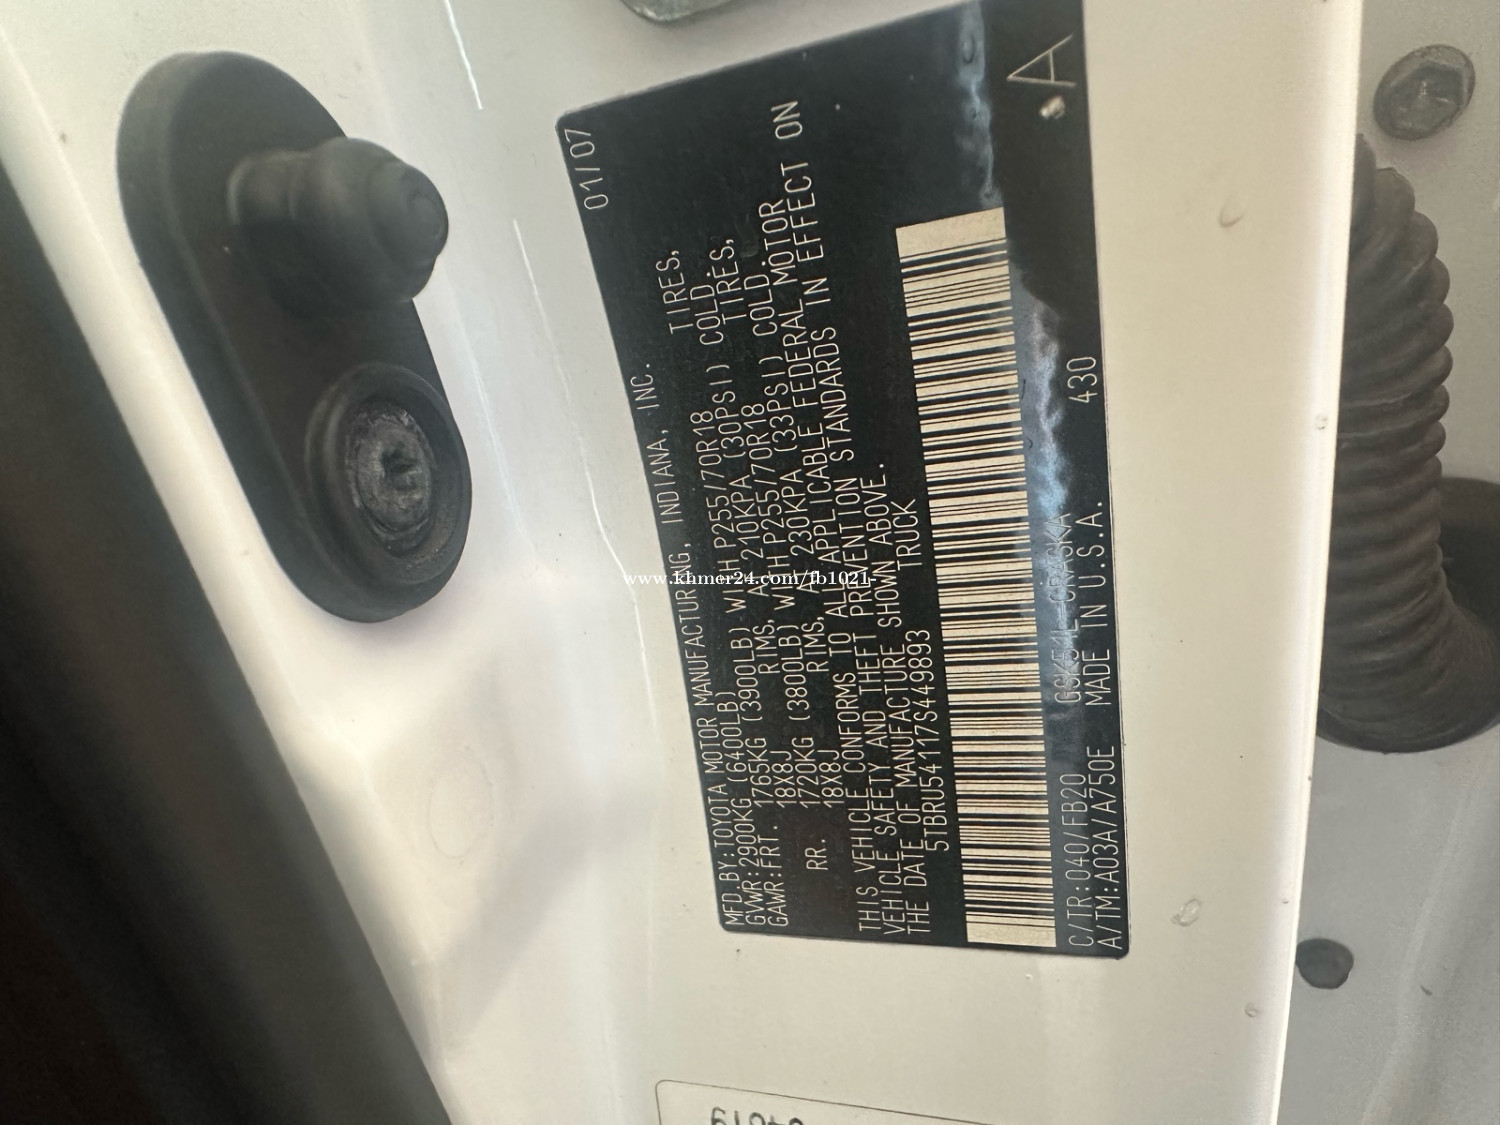 MFD.BY:TOYOTA MOTOR MANUFACTURING, INDIANA, INC. 01/07
GVWR:2900KG (6400LB)
GAWR:FRT. 1765KG (3900LB) WITH P255/70R18 TIRES,
18X8J RIMS, AT 210KPA (30PSI) COLD.
RR. 1720KG (3800LB) WITH P255/70R18 TIRES,
18X8J RIMS, AT 230KPA (33PSI) COLD.
THIS VEHICLE CONFORMS TO ALL APPLICABLE FEDERAL MOTOR
VEHICLE SAFETY AND THEFT PREVENTION STANDARDS IN EFFECT ON
THE DATE OF MANUFACTURE SHOWN ABOVE.
5TBRU54117S449893 TRUCK
C/TR:040/FB20 GSK51L-CRASKA
A/TM:A03A/A750E MADE IN U.S.A. 430
A
www.khmer24.com/fb1021-